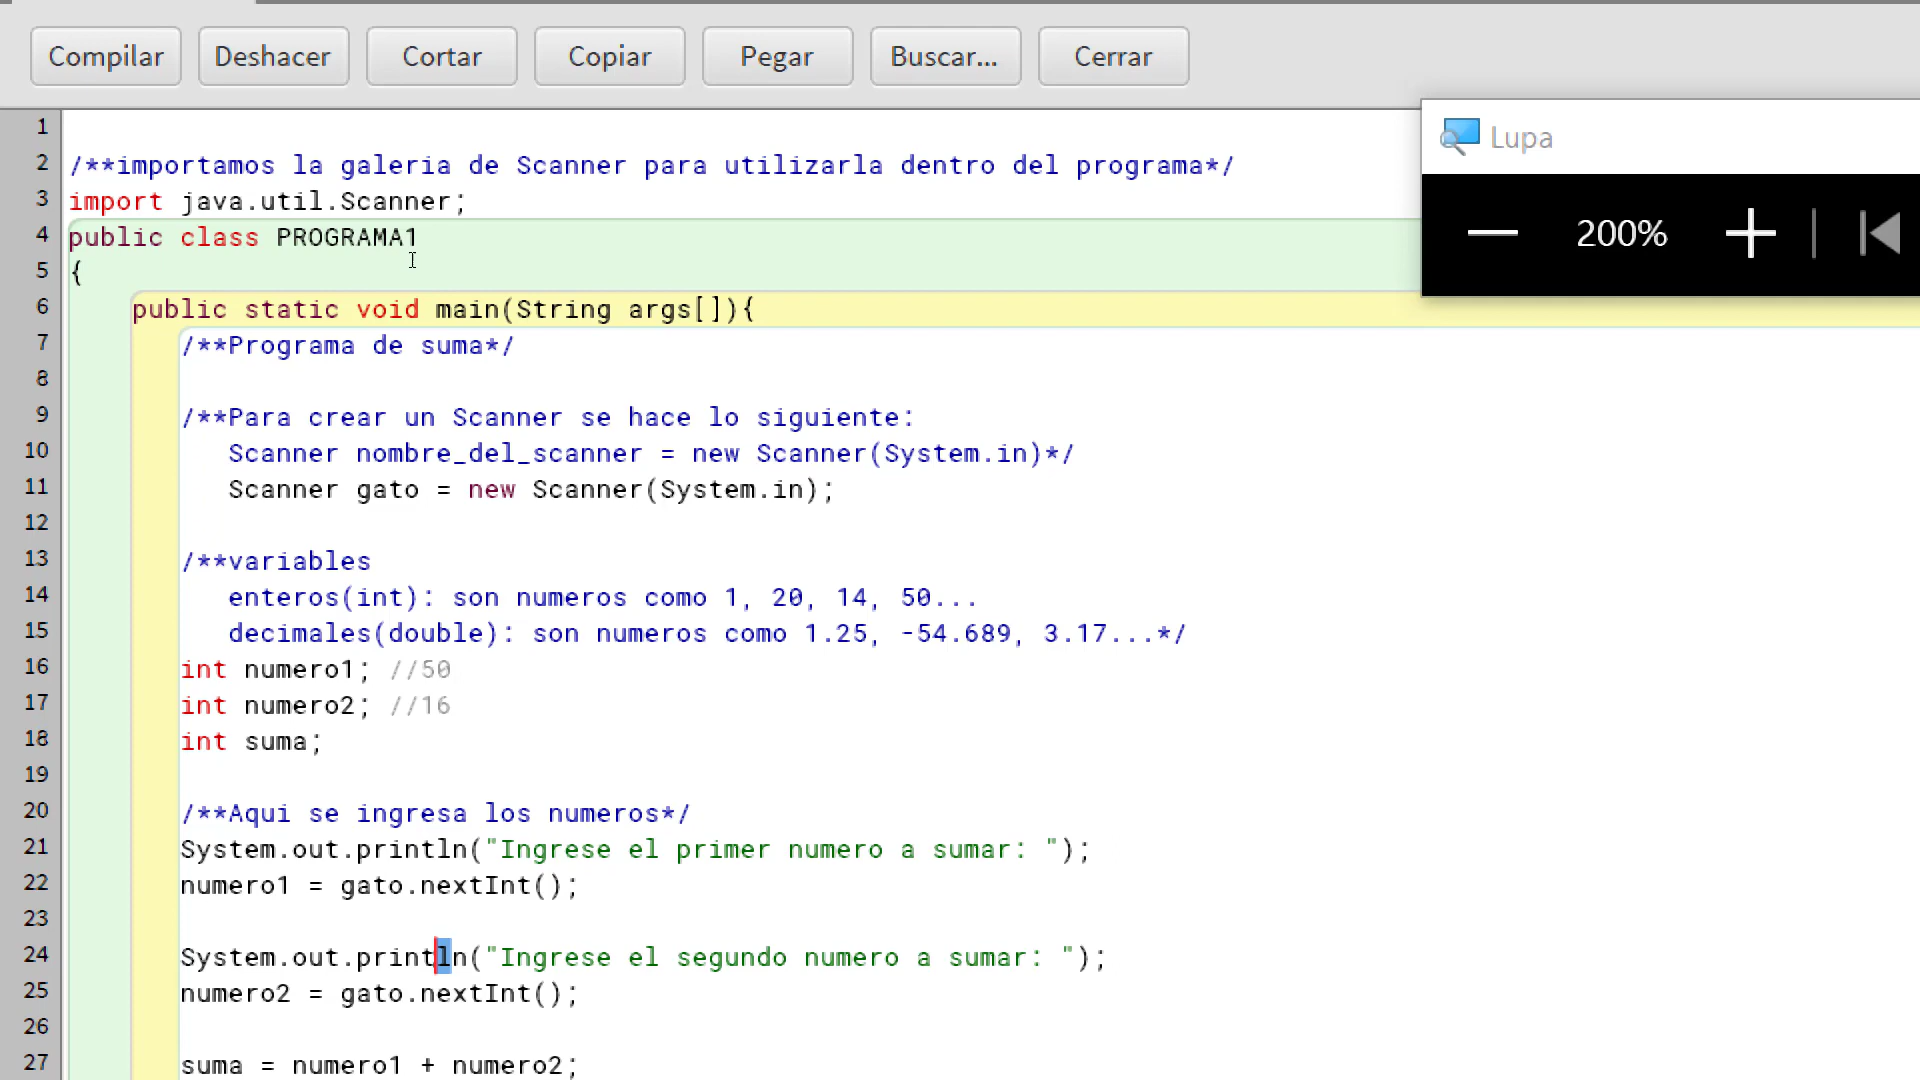 Compilar Deshacer Cortar Copiar Pegar Buscar... Cerrar
Lupa
200%
1
2 /**importamos la galeria de Scanner para utilizarla dentro del programa*/
3 import java.util.Scanner;
4 public class PROGRAMA1
5 {
6 public static void main(String args[]){
7 /**Programa de suma*/
8
9 /**Para crear un Scanner se hace lo siguiente:
10 Scanner nombre_del_scanner = new Scanner(System.in)*/
11 Scanner gato = new Scanner(System.in);
12
13 /**variables
14 enteros(int): son numeros como 1, 20, 14, 50...
15 decimales(double): son numeros como 1.25, -54.689, 3.17...*/
16 int numero1; //50
17 int numero2; //16
18 int suma;
19
20 /**Aqui se ingresa los numeros*/
21 System.out.println("Ingrese el primer numero a sumar: ");
22 numero1 = gato.nextInt();
23
24 System.out.println("Ingrese el segundo numero a sumar: ");
25 numero2 = gato.nextInt();
26
27 suma = numero1 + numero2;